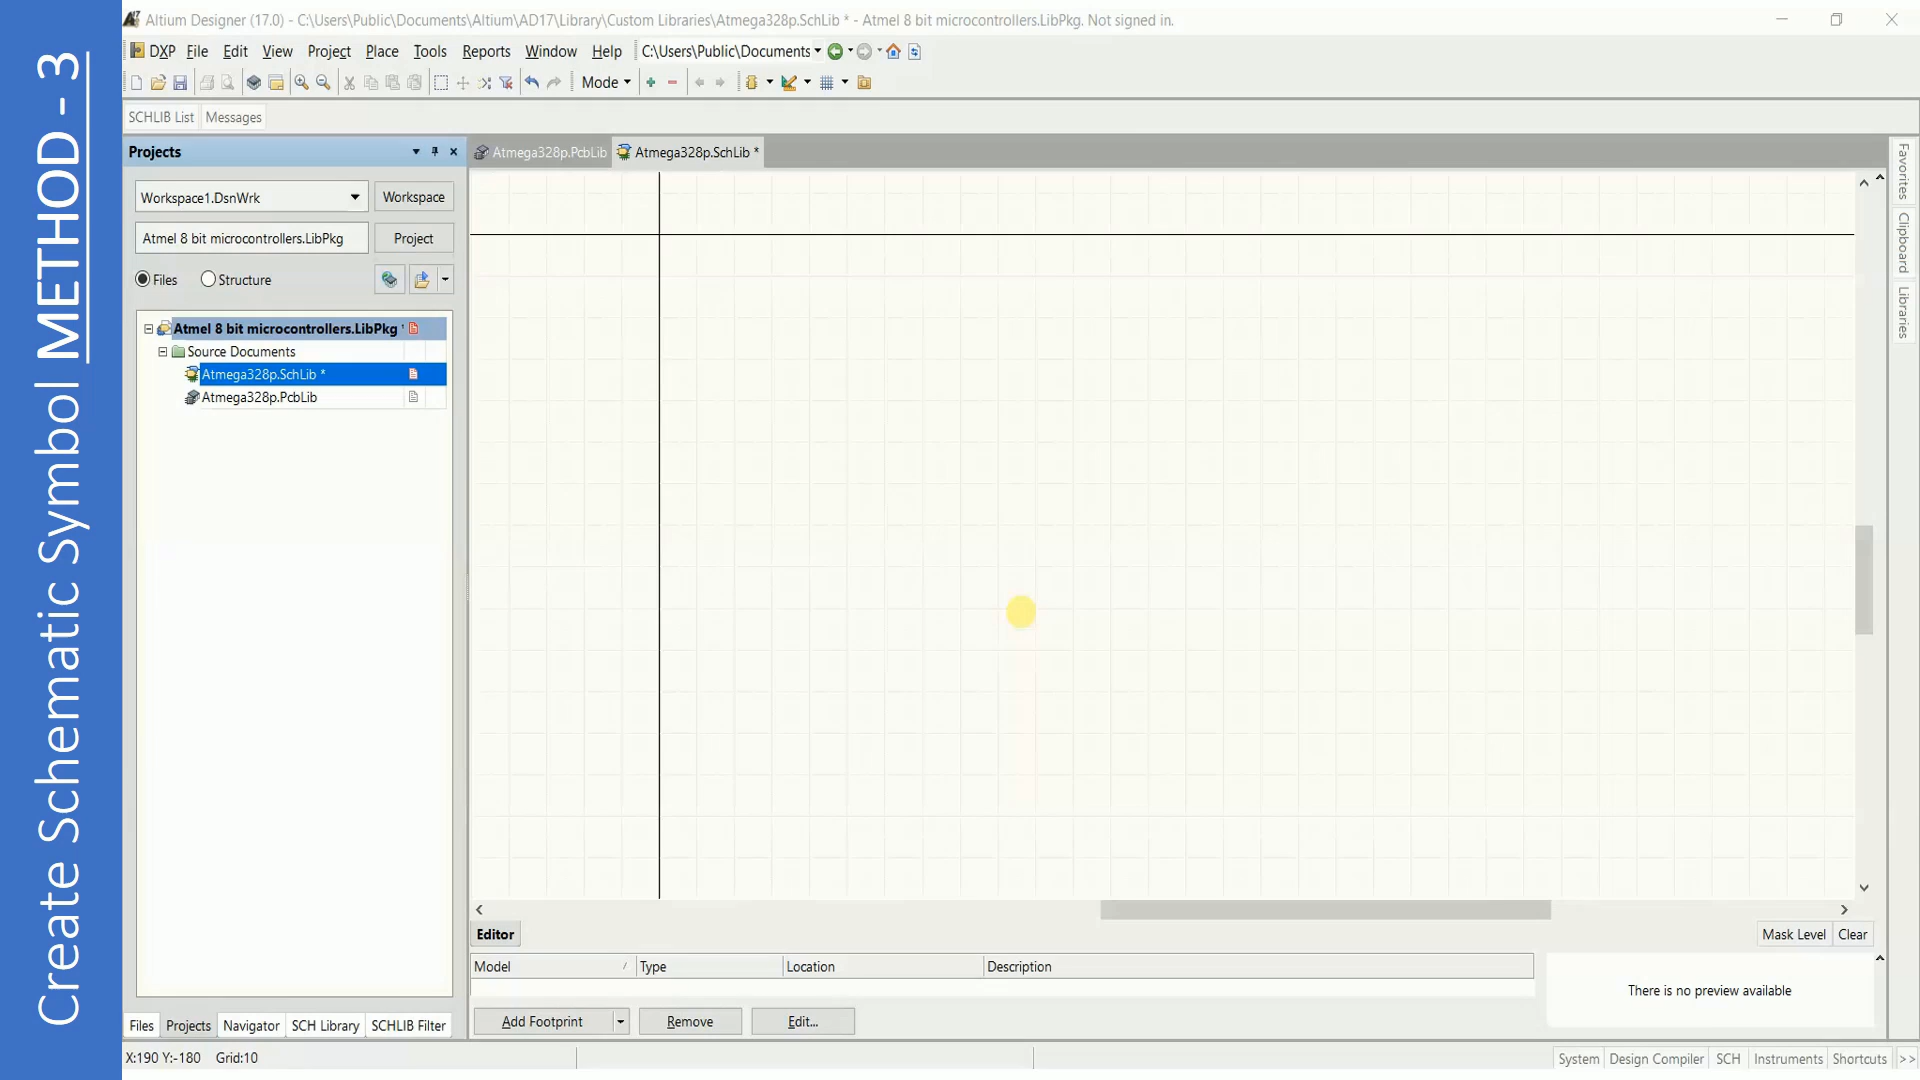 Create Schematic Symbol METHOD - 3
Altium Designer (17.0) - C:\Users\Public\Documents\Altium\AD17\Library\Custom Libraries\Atmega328p.SchLib * - Atmel 8 bit microcontrollers.LibPkg. Not signed in.
DXP File Edit View Project Place Tools Reports Window Help C:\Users\Public\Documents
Mode
SCHLIB List Messages
Projects
Atmega328p.PcbLib Atmega328p.SchLib *
Workspace1.DsnWrk Workspace
Atmel 8 bit microcontrollers.LibPkg Project
Files Structure
Atmel 8 bit microcontrollers.LibPkg *
Source Documents
Atmega328p.SchLib *
Atmega328p.PcbLib
Favorites
Clipboard
Libraries
Editor Mask Level Clear
Model / Type Location Description
There is no preview available
Add Footprint Remove Edit...
Files Projects Navigator SCH Library SCHLIB Filter
X:190 Y:-180 Grid:10 System Design Compiler SCH Instruments Shortcuts >>